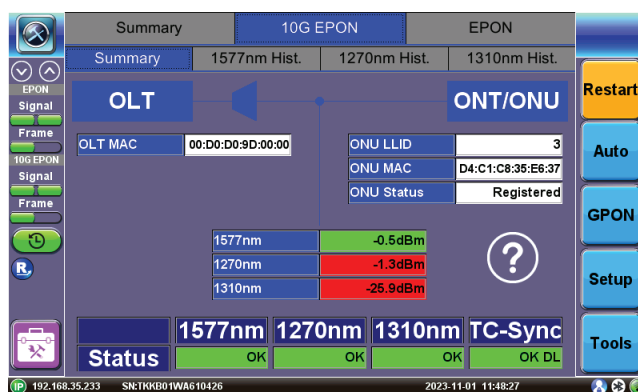 Summary 10G EPON EPON
Summary 1577nm Hist. 1270nm Hist. 1310nm Hist.
EPON
Signal
Frame
10G EPON
Signal
Frame
R
OLT ONT/ONU
OLT MAC 00:D0:D0:9D:00:00
ONU LLID 3
ONU MAC D4:C1:C8:35:E6:37
ONU Status Registered
1577nm -0.5dBm
1270nm -1.3dBm
1310nm -25.9dBm
?
1577nm 1270nm 1310nm TC-Sync
Status OK OK OK OK DL
Restart
Auto
GPON
Setup
Tools
IP 192.168.35.233 SN:TKKB01WA610426 2023-11-01 11:48:27